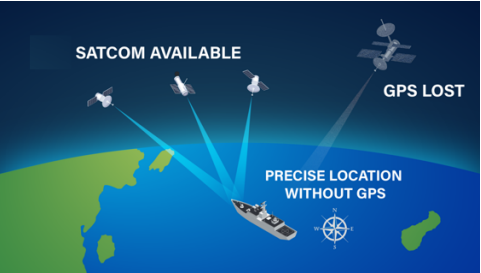 SATCOM AVAILABLE
GPS LOST
PRECISE LOCATION
WITHOUT GPS
N
W
E
S